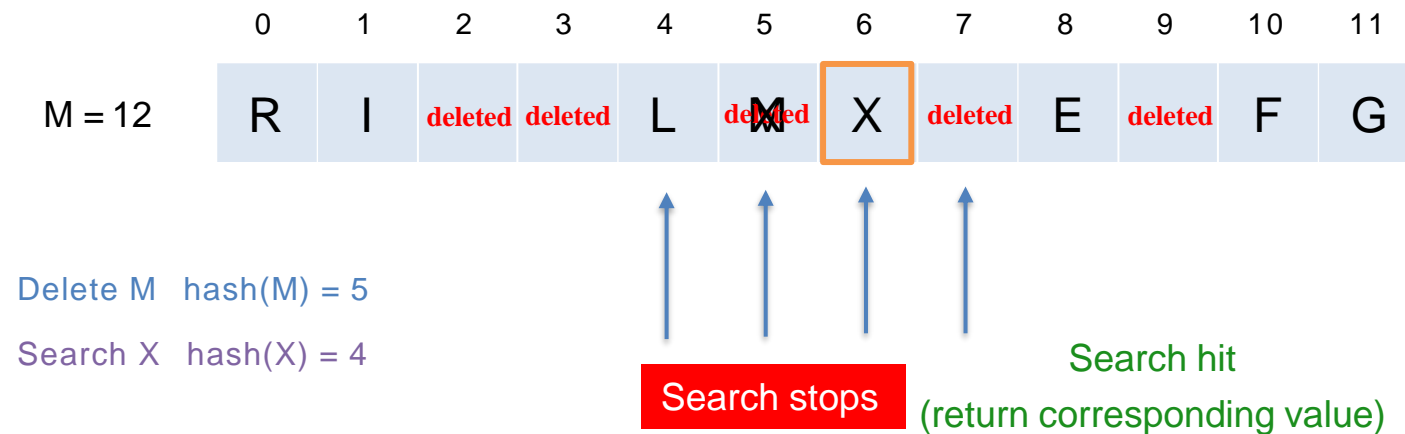 0 1 2 3 4 5 6 7 8 9 10 11
M = 12 R I deleted deleted L deleted X deleted E deleted F G
Delete M hash(M) = 5
Search X hash(X) = 4
Search stops
Search hit
(return corresponding value)